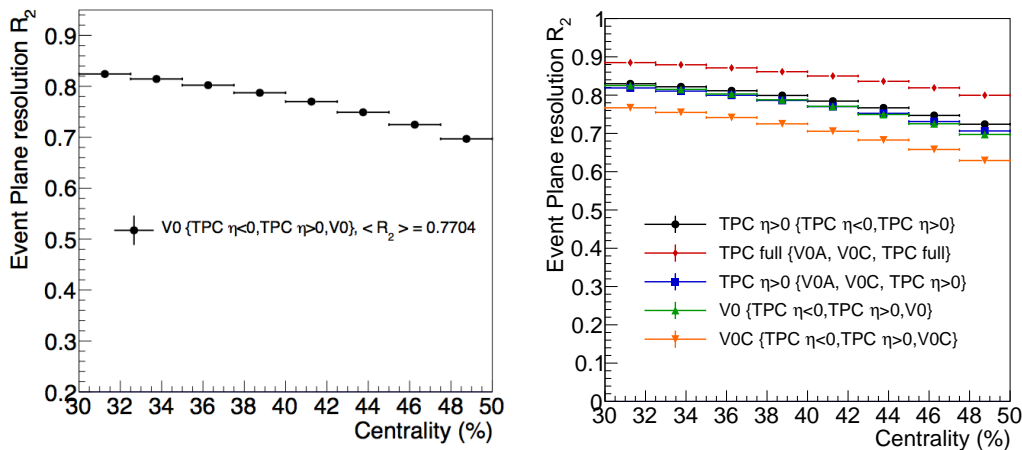 Event Plane resolution R₂
0.9
0.8
0.7
0.6
0.5
0.4
0.3
0.2
V0 {TPC η<0,TPC η>0,V0}, < R₂ > = 0.7704
30 32 34 36 38 40 42 44 46 48 50
Centrality (%)
Event Plane resolution R₂
1
0.9
0.8
0.7
0.6
0.5
0.4
0.3
0.2
0.1
0
TPC η>0 {TPC η<0,TPC η>0}
TPC full {V0A, V0C, TPC full}
TPC η>0 {V0A, V0C, TPC η>0}
V0 {TPC η<0,TPC η>0,V0}
V0C {TPC η<0,TPC η>0,V0C}
30 32 34 36 38 40 42 44 46 48 50
Centrality (%)